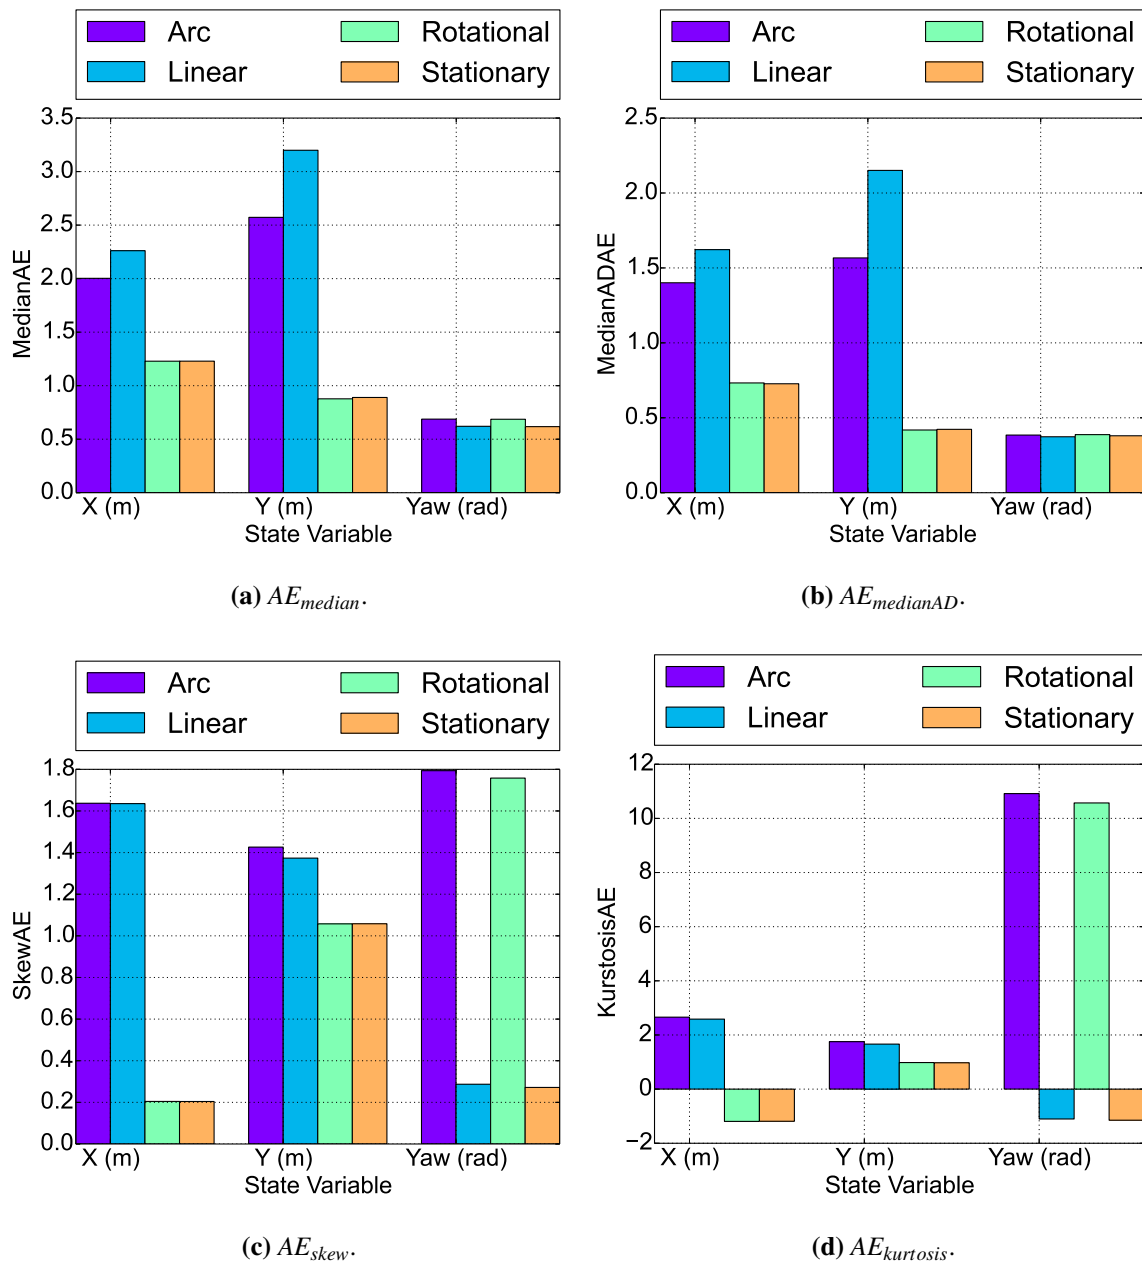 Arc Rotational
Linear Stationary
3.5
3.0
2.5
2.0
1.5
1.0
0.5
0.0
MedianAE
X (m) Y (m) Yaw (rad)
State Variable
(a) AEmedian.
Arc Rotational
Linear Stationary
2.5
2.0
1.5
1.0
0.5
0.0
MedianADAE
X (m) Y (m) Yaw (rad)
State Variable
(b) AEmedianAD.
Arc Rotational
Linear Stationary
1.8
1.6
1.4
1.2
1.0
0.8
0.6
0.4
0.2
0.0
SkewAE
X (m) Y (m) Yaw (rad)
State Variable
(c) AEskew.
Arc Rotational
Linear Stationary
12
10
8
6
4
2
0
−2
KurstosisAE
X (m) Y (m) Yaw (rad)
State Variable
(d) AEkurtosis.